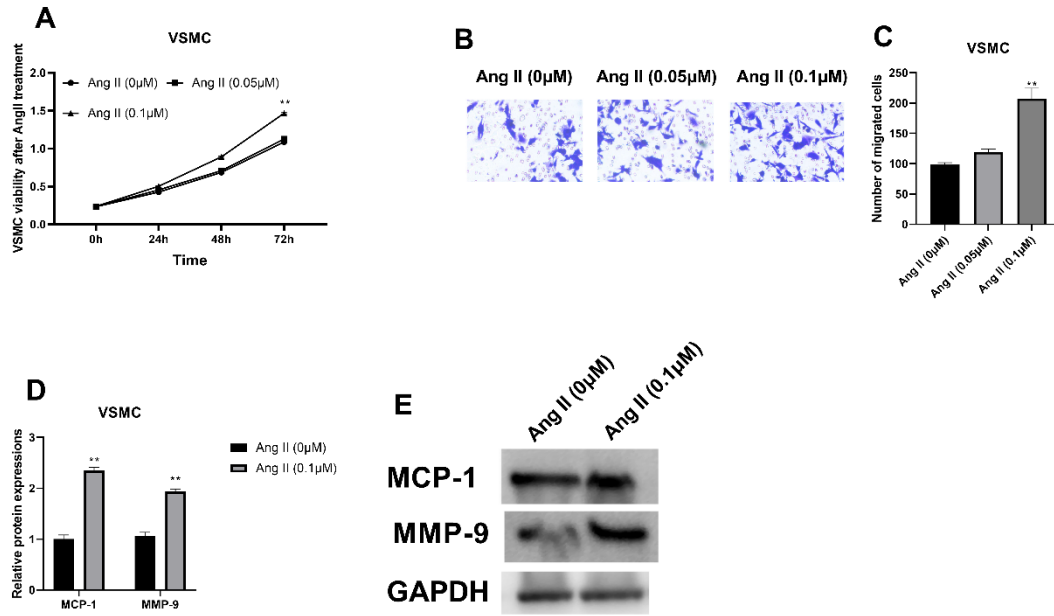 A
VSMC
VSMC viability after AngII treatment
2.0
1.5
1.0
0.5
0.0
Ang II (0μM)
Ang II (0.05μM)
Ang II (0.1μM)
**
0h
24h
48h
72h
Time
B
Ang II (0μM)
Ang II (0.05μM)
Ang II (0.1μM)
C
VSMC
Number of migrated cells
250
200
150
100
50
0
**
Ang II (0μM)
Ang II (0.05μM)
Ang II (0.1μM)
D
VSMC
Relative protein expressions
3
2
1
0
**
**
MCP-1
MMP-9
Ang II (0μM)
Ang II (0.1μM)
E
Ang II (0μM)
Ang II (0.1μM)
MCP-1
MMP-9
GAPDH